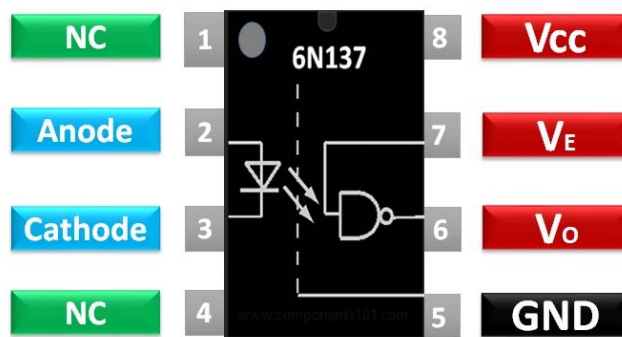 NC
1
6N137
8
Vcc
Anode
2
7
VE
Cathode
3
6
Vo
NC
4
www.components101.com
5
GND